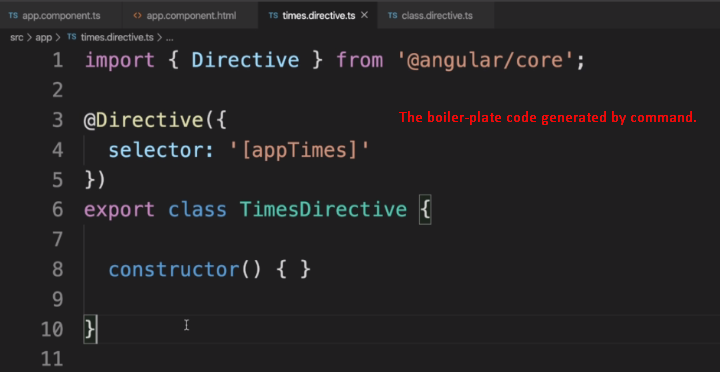 TS app.component.ts <> app.component.html TS times.directive.ts × TS class.directive.ts
src > app > TS times.directive.ts > ...
1 import { Directive } from '@angular/core';
2
3 @Directive({
The boiler-plate code generated by command.
4 selector: '[appTimes]'
5 })
6 export class TimesDirective {
7
8 constructor() { }
9
10 }
11